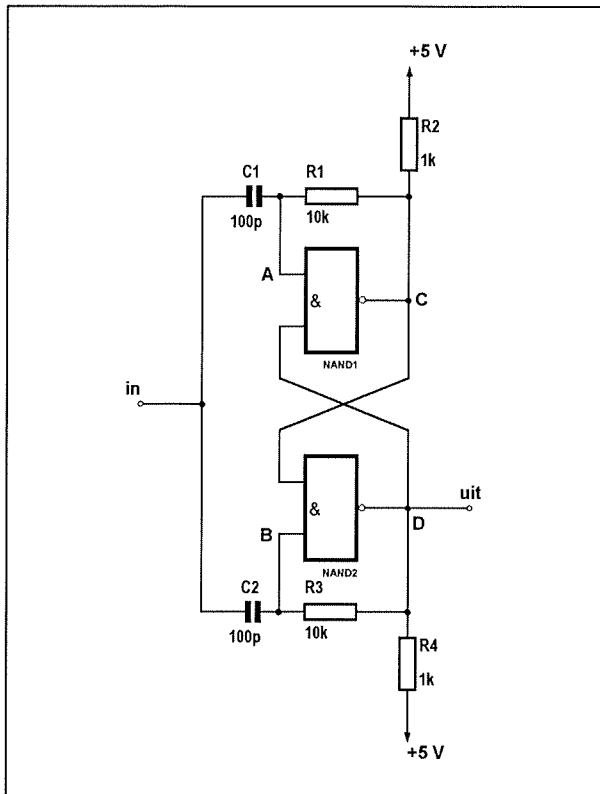 +5 V
R2
1k
C1
R1
100p
10k
A
&
C
NAND1
in
uit
&
D
B
NAND2
C2
R3
100p
10k
R4
1k
+5 V